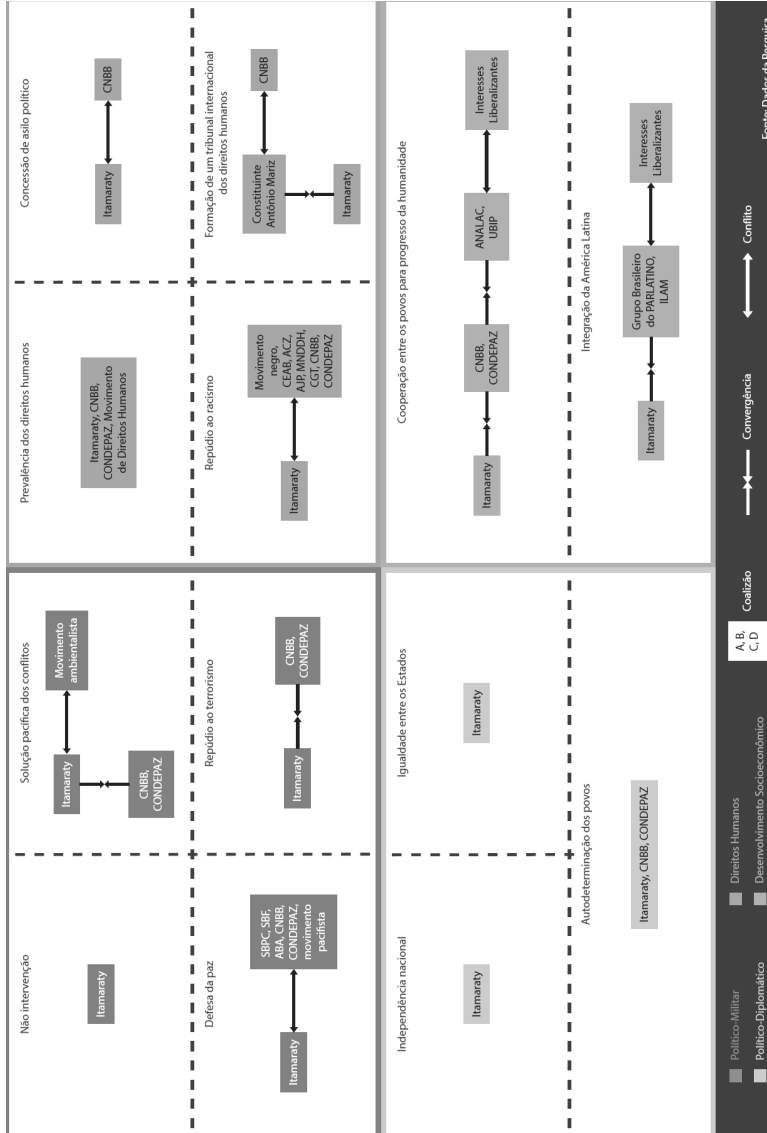 Não intervenção
Itamaraty
Solução pacífica dos conflitos
Itamaraty
Movimento
ambientalista
CNBB,
CONDEPAZ
Defesa da paz
Itamaraty
SBPC, SBF,
ABA, CNBB,
CONDEPAZ,
movimento
pacifista
Repúdio ao terrorismo
Itamaraty
CNBB,
CONDEPAZ
Prevalência dos direitos humanos
Itamaraty, CNBB,
CONDEPAZ, Movimento
de Direitos Humanos
Concessão de asilo político
Itamaraty
CNBB
Repúdio ao racismo
Itamaraty
Movimento
negro,
CEAB, ACZ,
AJP, MNDDH,
CGT, CNBB,
CONDEPAZ
Formação de um tribunal internacional
dos direitos humanos
Constituinte
Antônio Mariz
CNBB
Itamaraty
Independência nacional
Itamaraty
Igualdade entre os Estados
Itamaraty
Autodeterminação dos povos
Itamaraty, CNBB, CONDEPAZ
Cooperação entre os povos para progresso da humanidade
Itamaraty
CNBB,
CONDEPAZ
ANALAC,
UBIP
Interesses
Liberalizantes
Integração da América Latina
Itamaraty
Grupo Brasileiro
do PARLATINO,
ILAM
Interesses
Liberalizantes
Político-Militar
Direitos Humanos
Político-Diplomático
Desenvolvimento Socioeconômico
A, B,
C, D
Coalizão
Convergência
Conflito
Fonte: Dados da Pesquisa